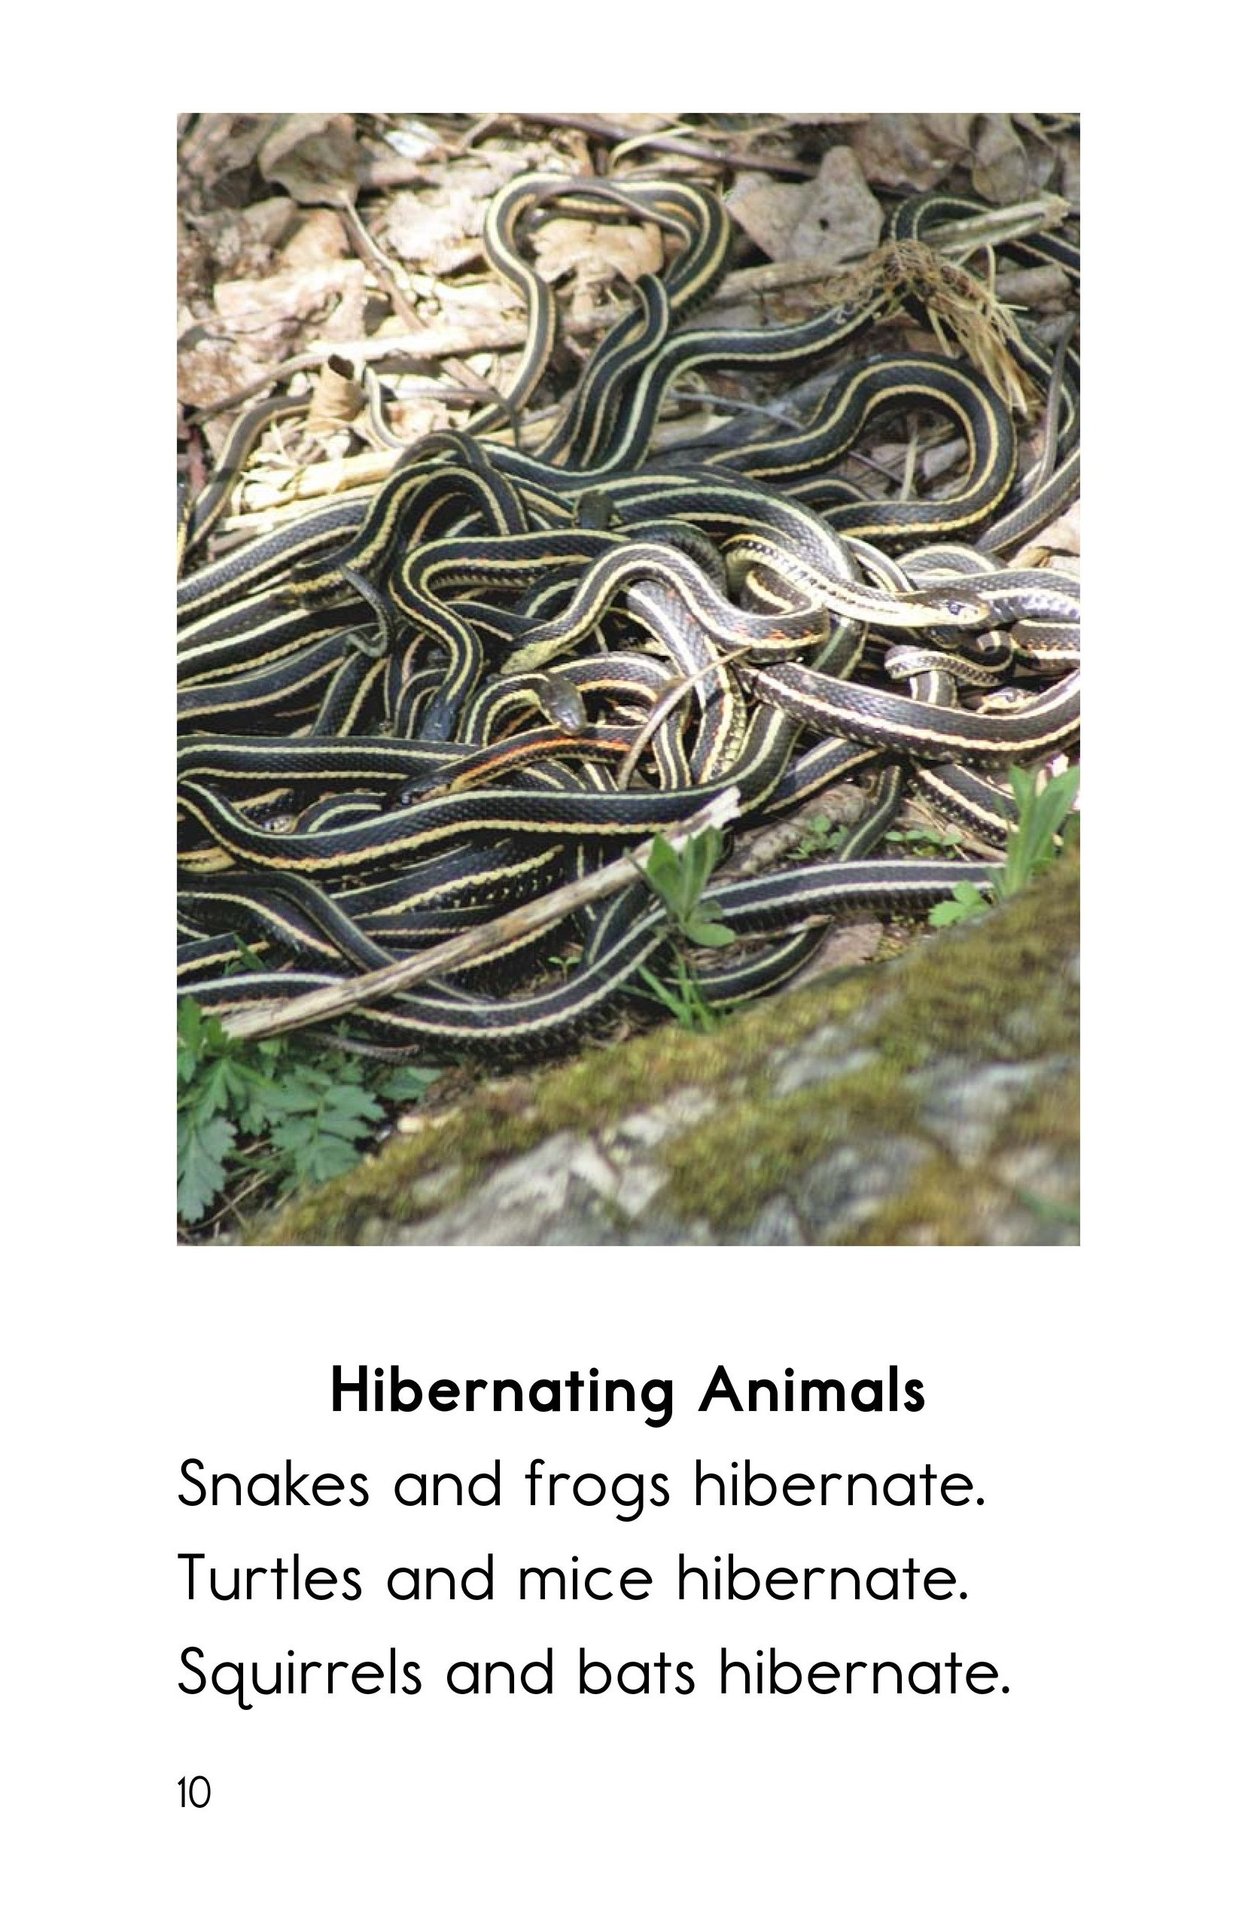 Hibernating Animals
Snakes and frogs hibernate.
Turtles and mice hibernate.
Squirrels and bats hibernate.
10